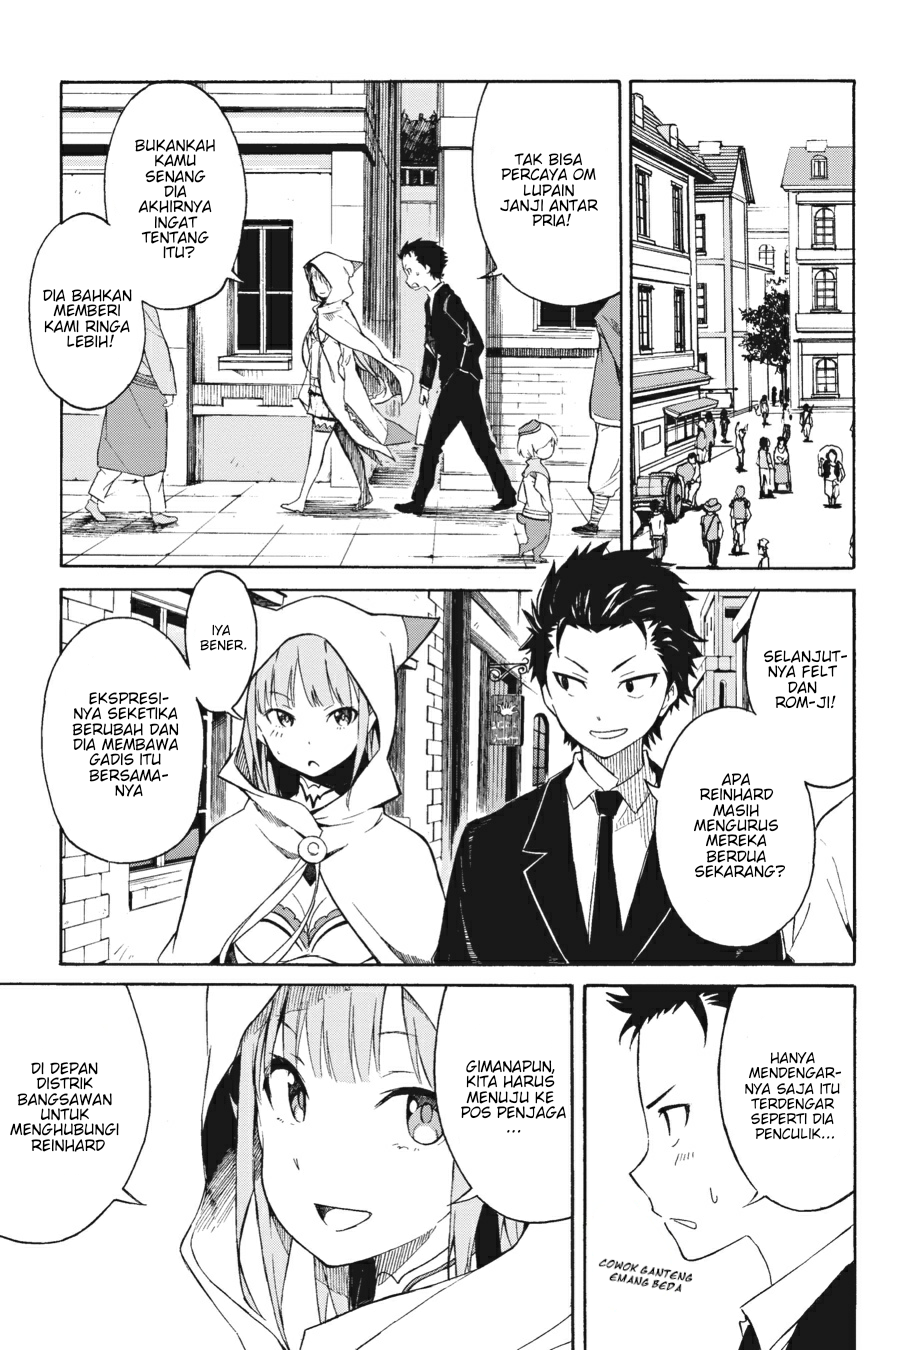 TAK BISA
PERCAYA OM
LUPAIN
JANJI ANTAR
PRIA!
BUKANKAH
KAMU
SENANG
DIA
AKHIRNYA
INGAT
TENTANG
ITU?
DIA BAHKAN
MEMBERI
KAMI RINGA
LEBIH!
SELANJUT-
NYA FELT
DAN
ROM-JI!
APA
REINHARD
MASIH
MENGURUS
MEREKA
BERDUA
SEKARANG?
IYA
BENER.
EKSPRESI-
NYA SEKETIKA
BERUBAH DAN
DIA MEMBAWA
GADIS ITU
BERSAMA-
NYA
HANYA
MENDENGAR-
NYA SAJA ITU
TERDENGAR
SEPERTI DIA
PENCULIK...
COWOK GANTENG
EMANG BEDA
GIMANAPUN,
KITA HARUS
MENUJU KE
POS PENJAGA
...
DI DEPAN
DISTRIK
BANGSAWAN
UNTUK
MENGHUBUNGI
REINHARD